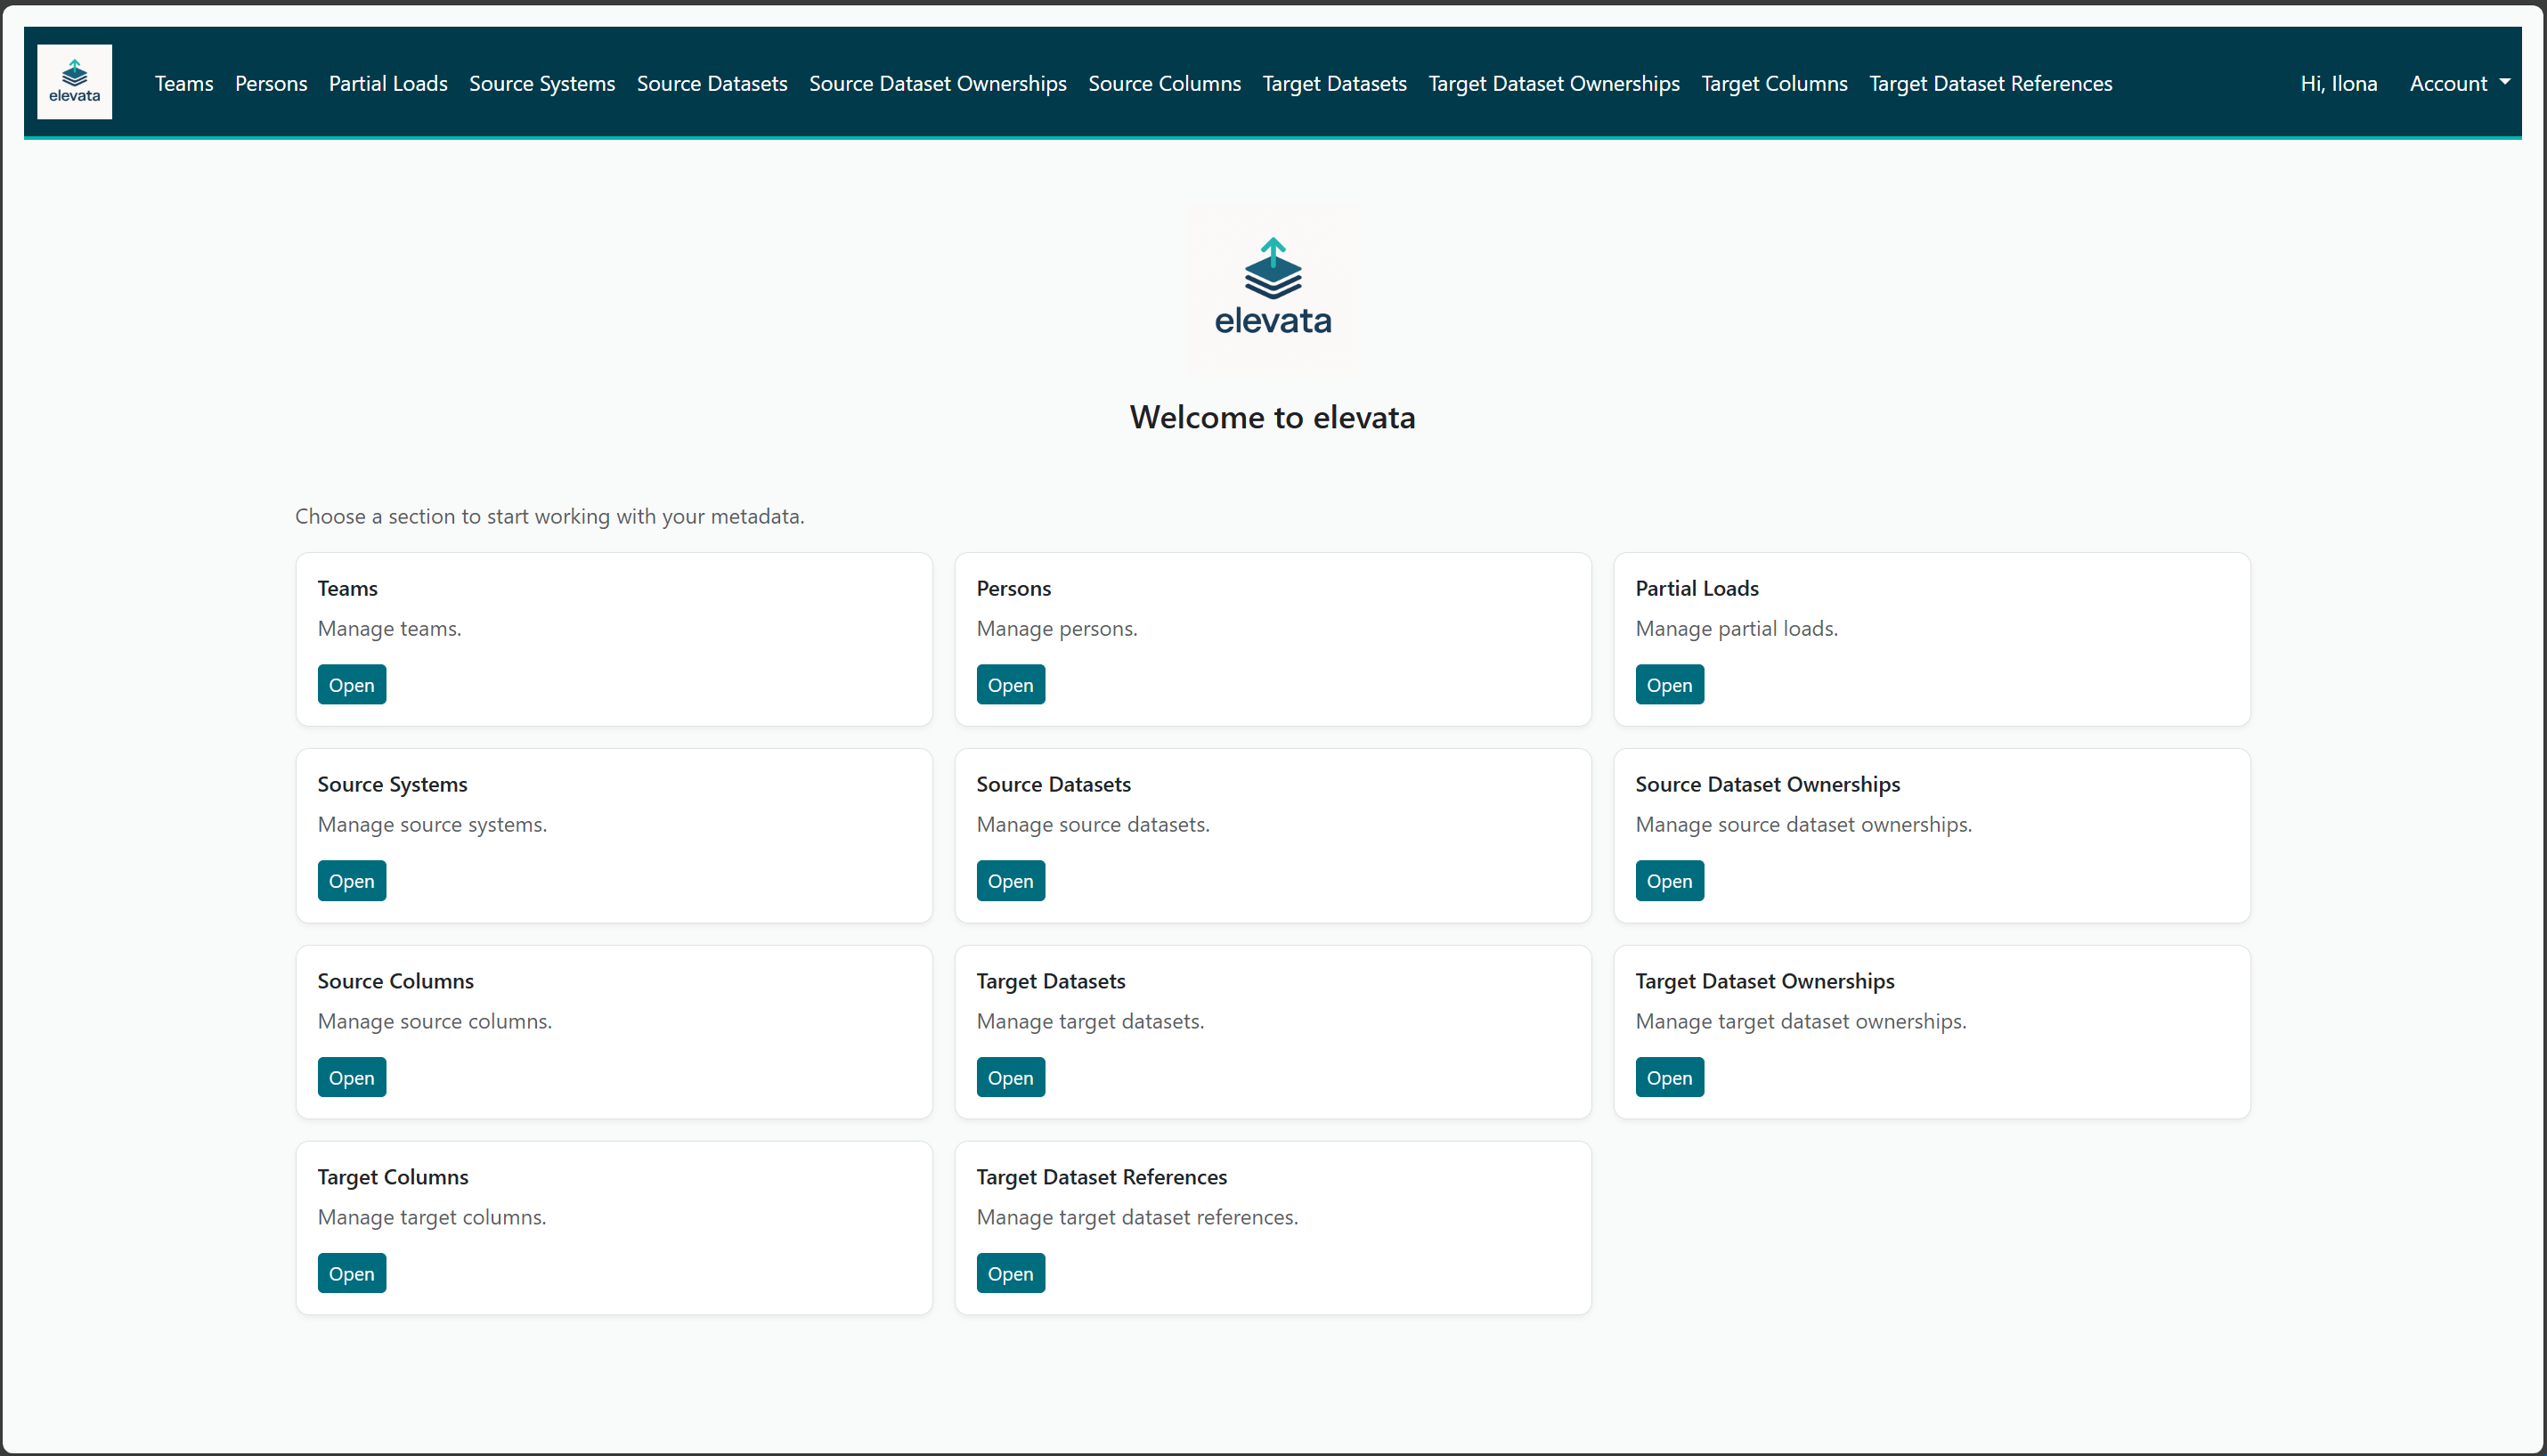 elevata
Teams Persons Partial Loads Source Systems Source Datasets Source Dataset Ownerships Source Columns Target Datasets Target Dataset Ownerships Target Columns Target Dataset References Hi, Ilona Account
elevata
Welcome to elevata
Choose a section to start working with your metadata.
Teams
Manage teams.
Open
Persons
Manage persons.
Open
Partial Loads
Manage partial loads.
Open
Source Systems
Manage source systems.
Open
Source Datasets
Manage source datasets.
Open
Source Dataset Ownerships
Manage source dataset ownerships.
Open
Source Columns
Manage source columns.
Open
Target Datasets
Manage target datasets.
Open
Target Dataset Ownerships
Manage target dataset ownerships.
Open
Target Columns
Manage target columns.
Open
Target Dataset References
Manage target dataset references.
Open